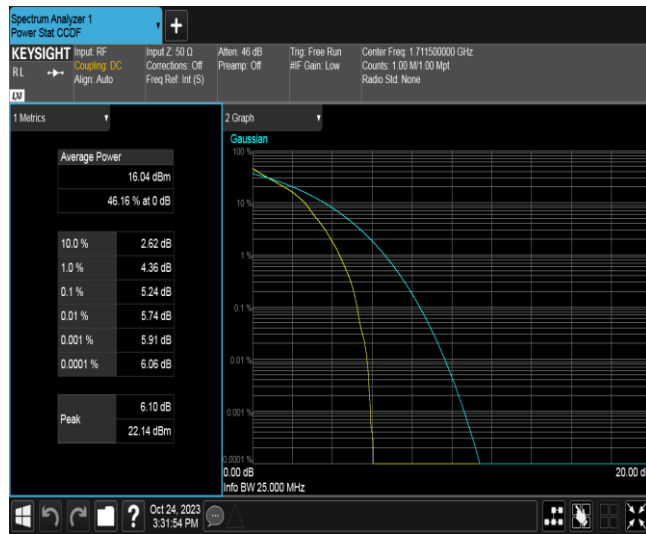 Spectrum Analyzer 1
Power Stat CCDF
+
KEYSIGHT
RL
LXI
Input: RF
Coupling: DC
Align: Auto
Input Z: 50 Ω
Corrections: Off
Freq Ref: Int (S)
Atten: 46 dB
Preamp: Off
Trig: Free Run
#IF Gain: Low
Center Freq: 1.711500000 GHz
Counts: 1.00 M/1.00 Mpt
Radio Std: None
1 Metrics
Average Power
16.04 dBm
46.16 % at 0 dB
10.0 % 2.62 dB
1.0 % 4.36 dB
0.1 % 5.24 dB
0.01 % 5.74 dB
0.001 % 5.91 dB
0.0001 % 6.06 dB
Peak
6.10 dB
22.14 dBm
2 Graph
Gaussian
100 %
10 %
1 %
0.1 %
0.01 %
0.001 %
0.0001 %
0.00 dB
20.00 d
Info BW 25.000 MHz
?
Oct 24, 2023
3:31:54 PM